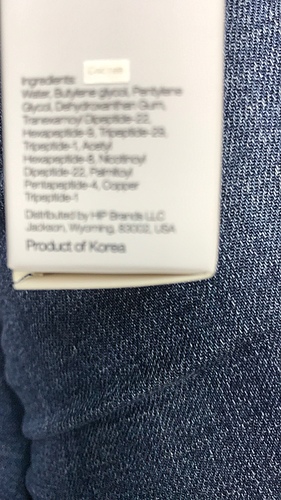 Ingredients:
Water, Butylene glycol, Pentylene
Glycol, Dehydroxanthan Gum,
Tranexamoyl Dipeptide-22,
Hexapeptide-9, Tripeptide-29,
Tripeptide-1, Acetyl
Hexapeptide-8, Nicotinoyl
Dipeptide-22, Palmitoyl
Pentapeptide-4, Copper
Tripeptide-1
Distributed by HP Brands LLC
Jackson, Wyoming, 83002, USA
Product of Korea